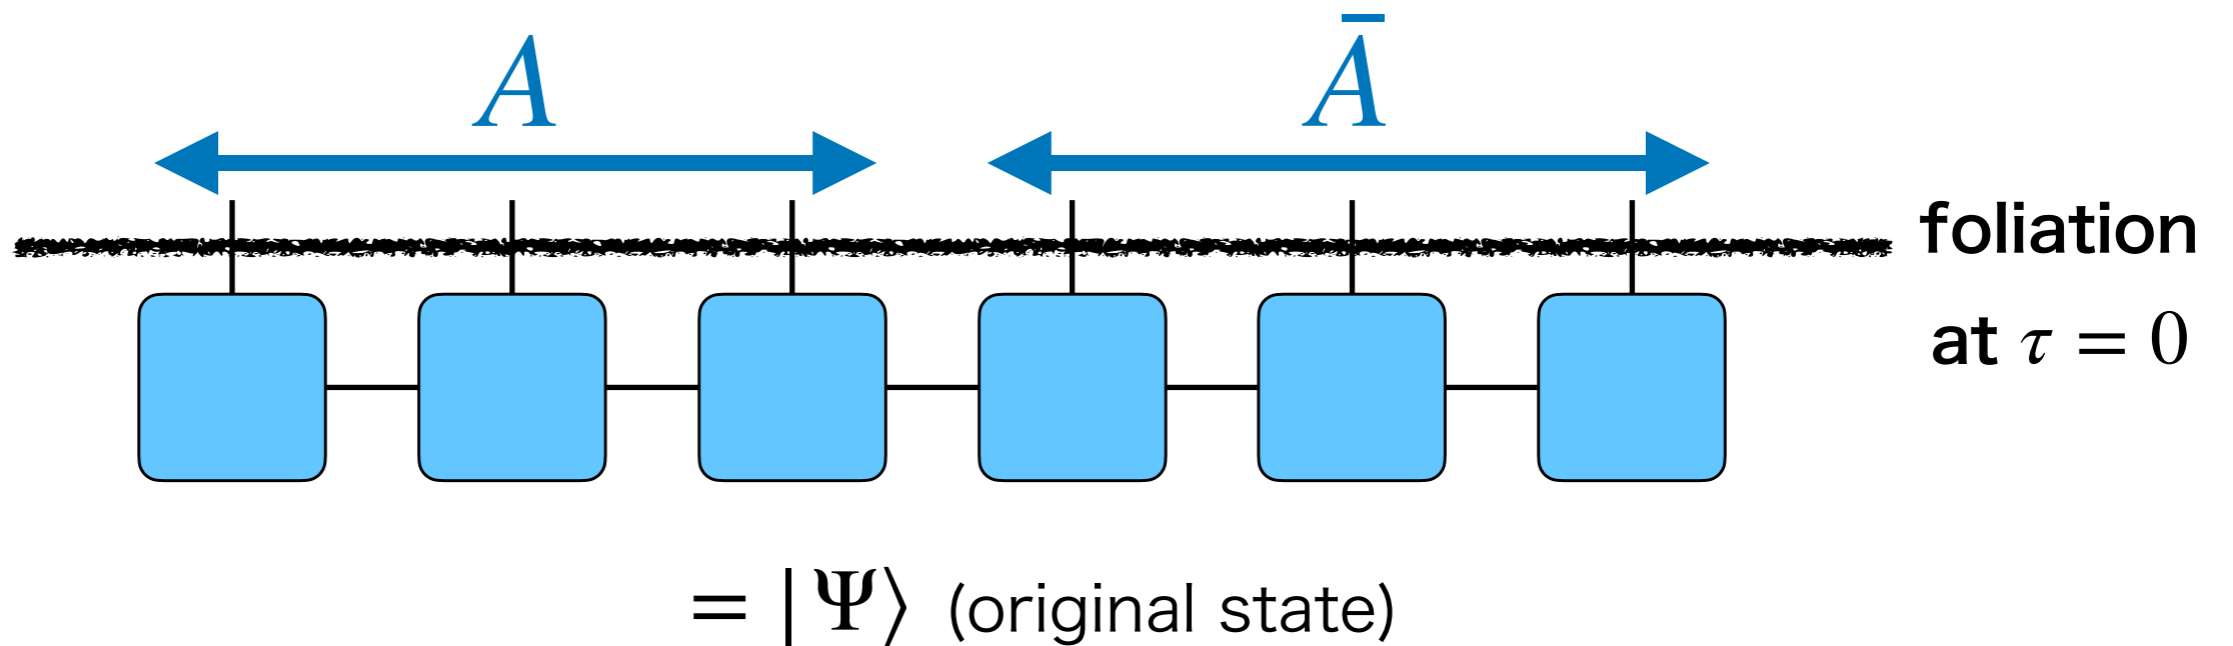 A
Ā
foliation
at τ = 0
= |Ψ⟩ (original state)